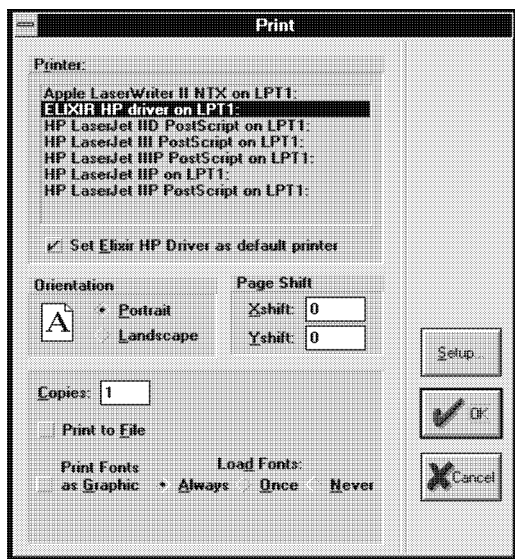 Print
Printer:
Apple LaserWriter II NTX on LPT1:
ELIXIR HP driver on LPT1:
HP LaserJet IID PostScript on LPT1:
HP LaserJet III PostScript on LPT1:
HP LaserJet IIIP PostScript on LPT1:
HP LaserJet IIP on LPT1:
HP LaserJet IIP PostScript on LPT1:
Set Elixir HP Driver as default printer
Orientation
A
Portrait
Landscape
Page Shift
Xshift: 0
Yshift: 0
Setup...
Copies: 1
OK
Print to File
Print Fonts
as Graphic
Load Fonts:
Always Once Never
Cancel